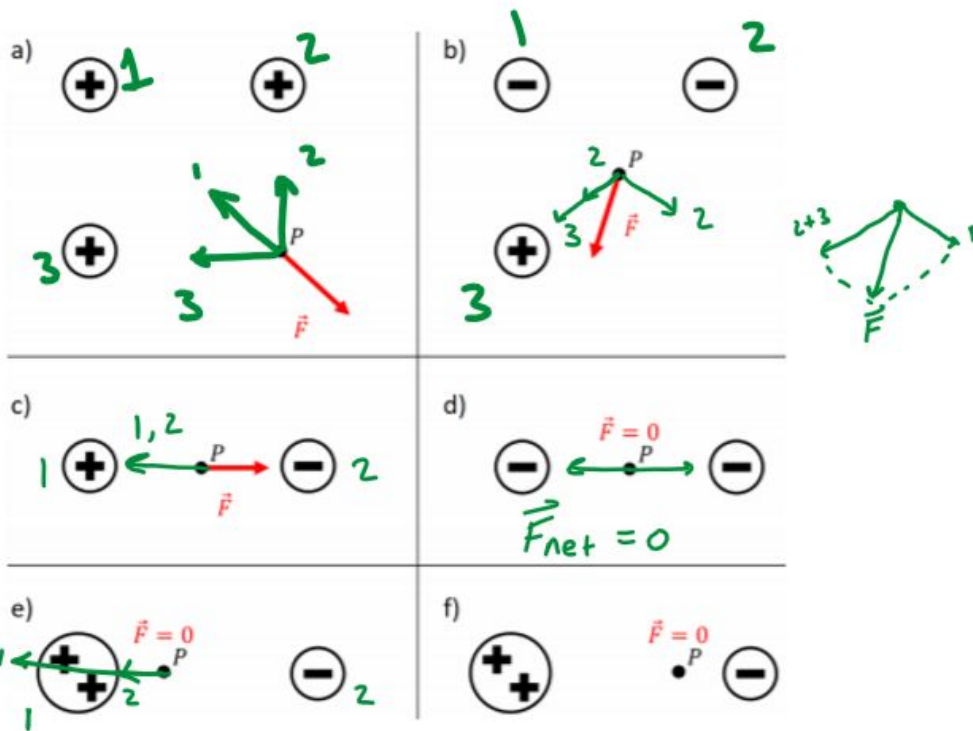 a)
1
2
1
2
P
3
3
F⃗
b)
1
2
2
P
3
2
F⃗
3
2+3
1
F⃗
c)
1,2
1
P
2
F⃗
d)
F⃗ = 0
P
F⃗net = 0
e)
F⃗ = 0
P
1
2
2
f)
F⃗ = 0
P